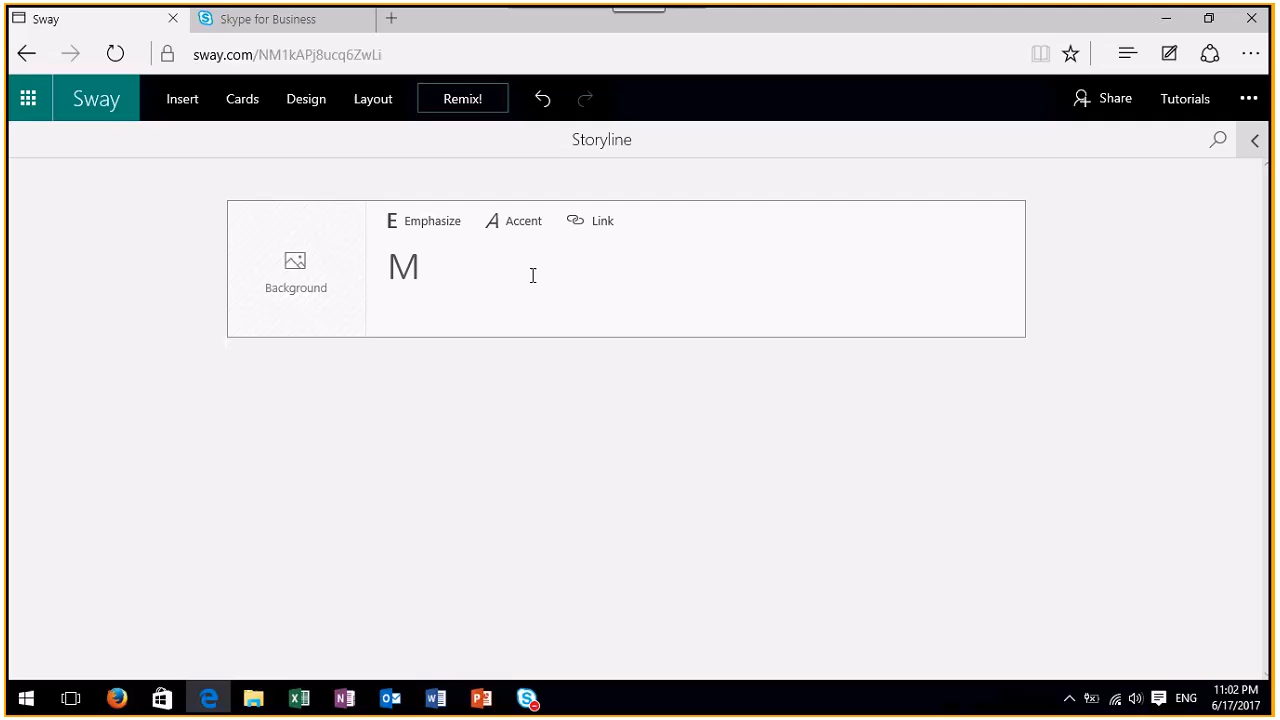 Sway
Skype for Business
sway.com/NM1kAPj8ucq6ZwLi
Sway Insert Cards Design Layout Remix! Share Tutorials
Storyline
E Emphasize A Accent Link
M
Background
ENG
11:02 PM
6/17/2017